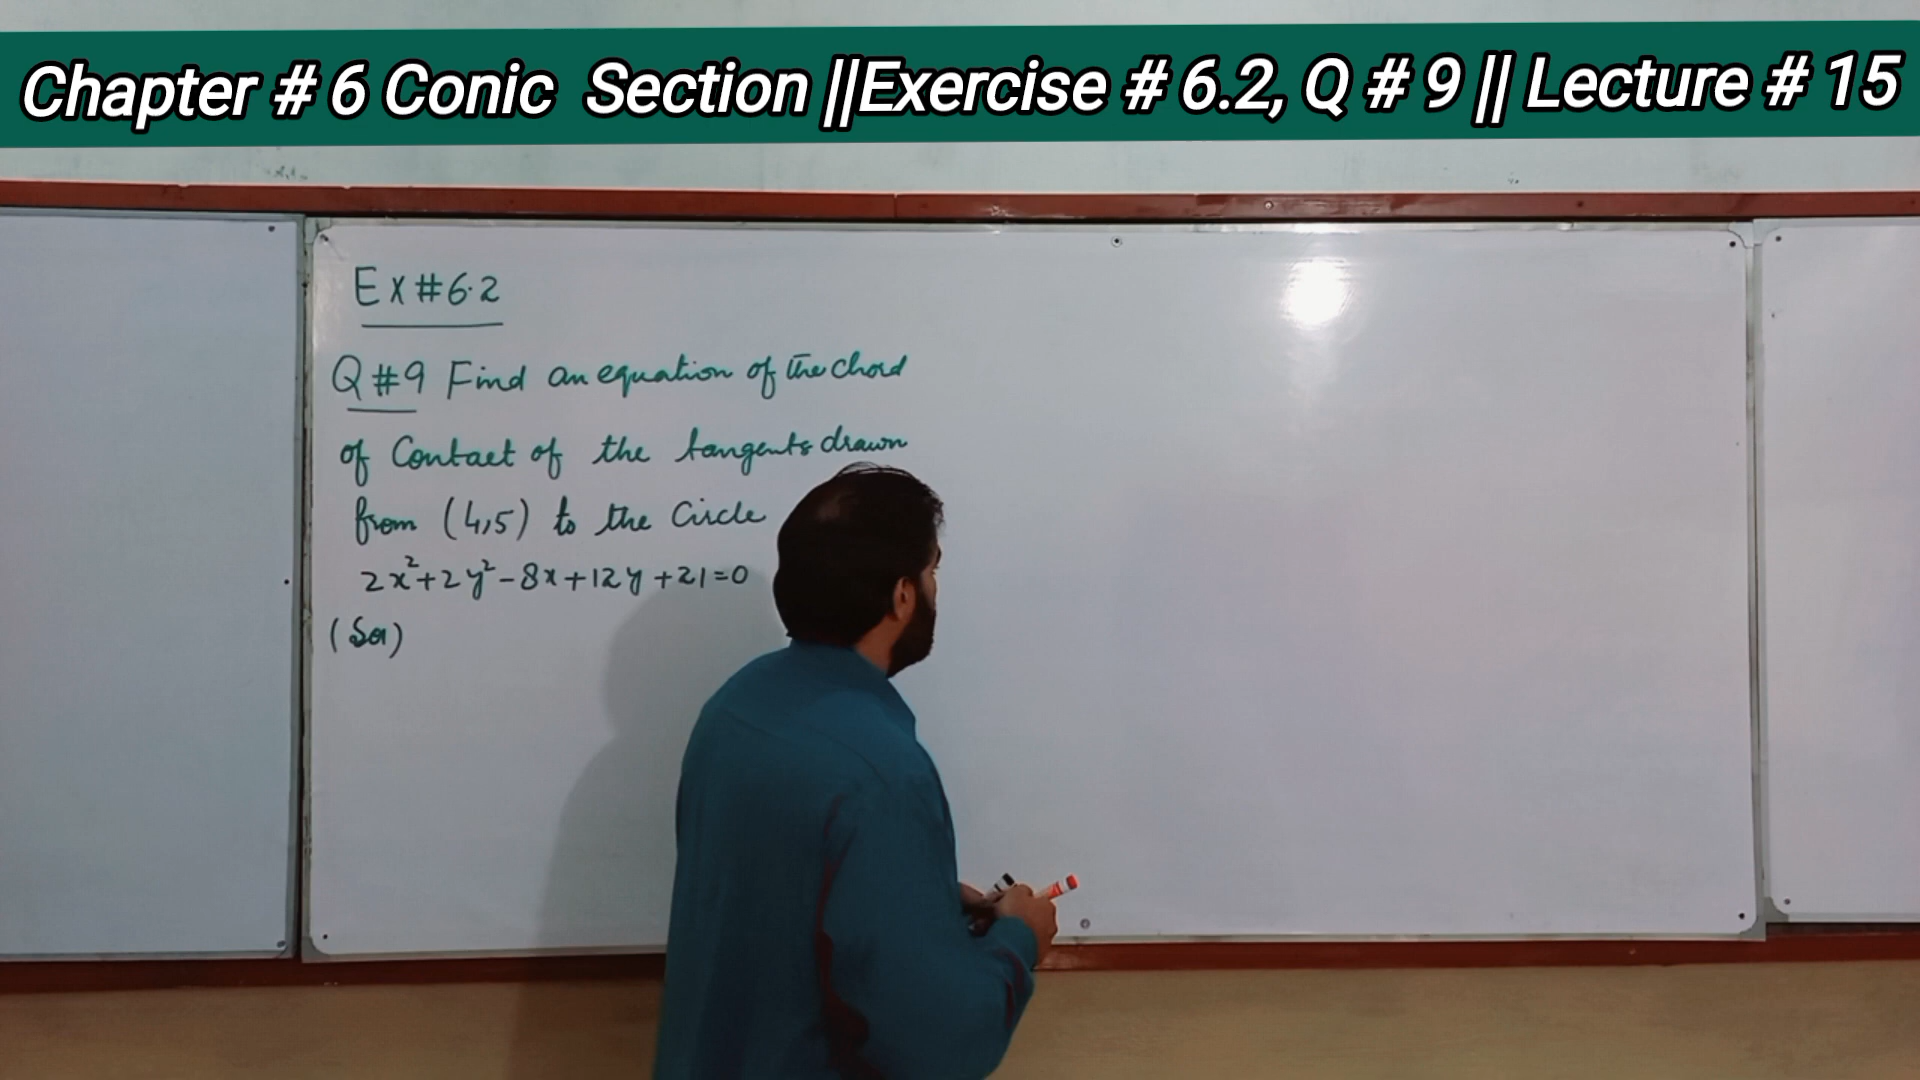 Chapter # 6 Conic Section ||Exercise # 6.2, Q # 9 || Lecture # 15
Ex#6.2
Q#9 Find an equation of the chord
of Contact of the tangents drawn
from (4,5) to the Circle
2x²+2y²-8x+12y+21=0
(Sol)